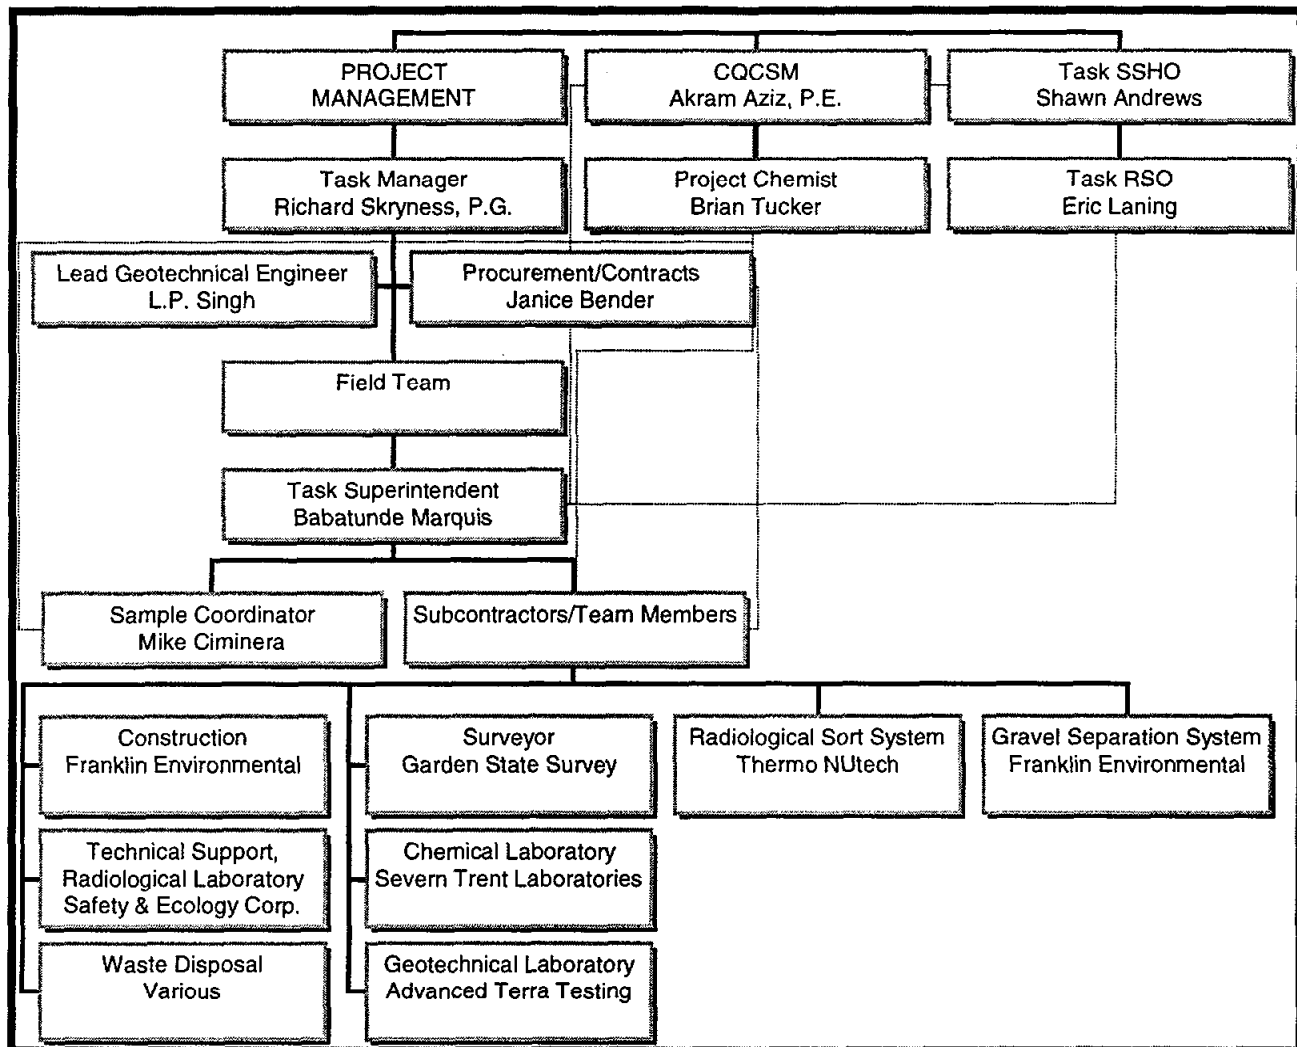 PROJECT
MANAGEMENT
CQCSM
Akram Aziz, P.E.
Task SSHO
Shawn Andrews
Task Manager
Richard Skryness, P.G.
Project Chemist
Brian Tucker
Task RSO
Eric Laning
Lead Geotechnical Engineer
L.P. Singh
Procurement/Contracts
Janice Bender
Field Team
Task Superintendent
Babatunde Marquis
Sample Coordinator
Mike Ciminera
Subcontractors/Team Members
Construction
Franklin Environmental
Surveyor
Garden State Survey
Radiological Sort System
Thermo NUtech
Gravel Separation System
Franklin Environmental
Technical Support,
Radiological Laboratory
Safety & Ecology Corp.
Chemical Laboratory
Severn Trent Laboratories
Waste Disposal
Various
Geotechnical Laboratory
Advanced Terra Testing